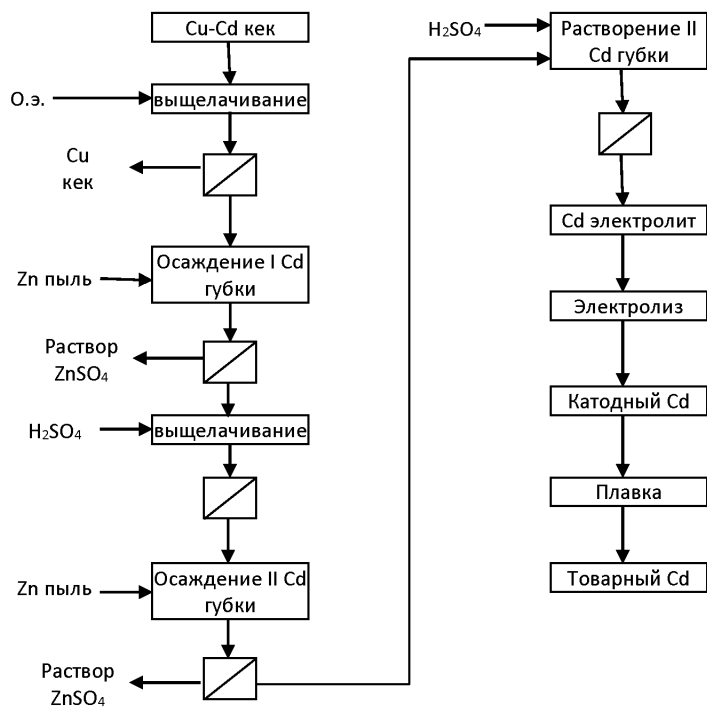 Cu-Cd кек
О.э.
выщелачивание
Cu
кек
Осаждение I Cd
губки
Zn пыль
Раствор
ZnSO₄
H₂SO₄
выщелачивание
Zn пыль
Осаждение II Cd
губки
Раствор
ZnSO₄
H₂SO₄
Растворение II
Cd губки
Cd электролит
Электролиз
Катодный Cd
Плавка
Товарный Cd